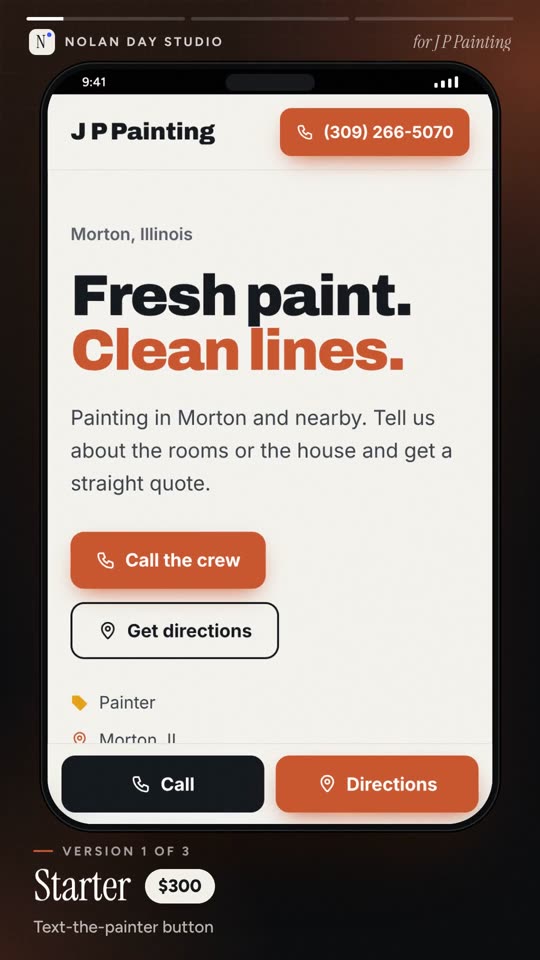 N
NOLAN DAY STUDIO
for J P Painting
9:41
J P Painting
(309) 266-5070
Morton, Illinois
Fresh paint.
Clean lines.
Painting in Morton and nearby. Tell us
about the rooms or the house and get a
straight quote.
Call the crew
Get directions
Painter
Morton, IL
Call
Directions
VERSION 1 OF 3
Starter
$300
Text-the-painter button